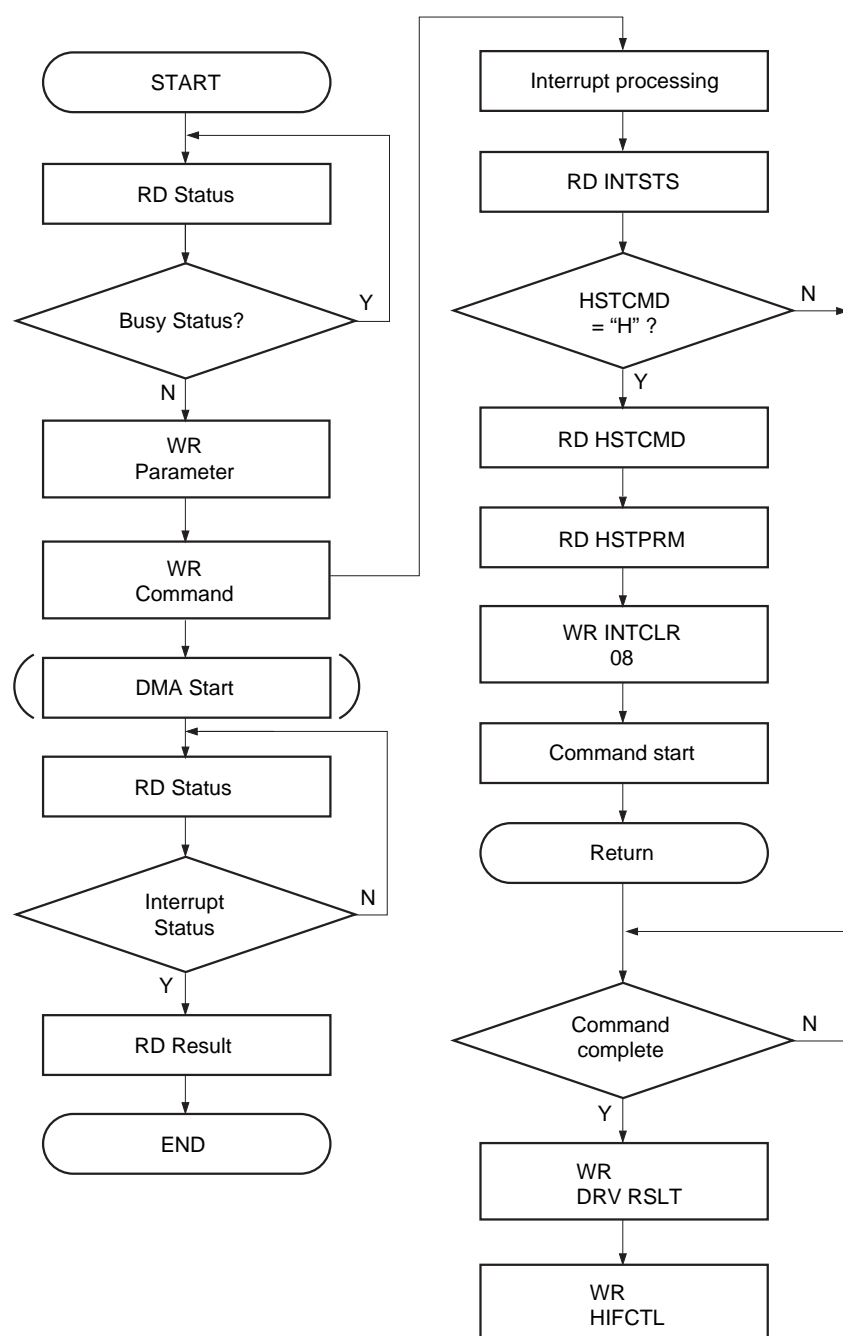 START
RD Status
Busy Status?
Y
N
WR
Parameter
WR
Command
DMA Start
RD Status
Interrupt
Status
N
Y
RD Result
END
Interrupt processing
RD INTSTS
HSTCMD
= “H” ?
N
Y
RD HSTCMD
RD HSTPRM
WR INTCLR
08
Command start
Return
Command
complete
N
Y
WR
DRV RSLT
WR
HIFCTL